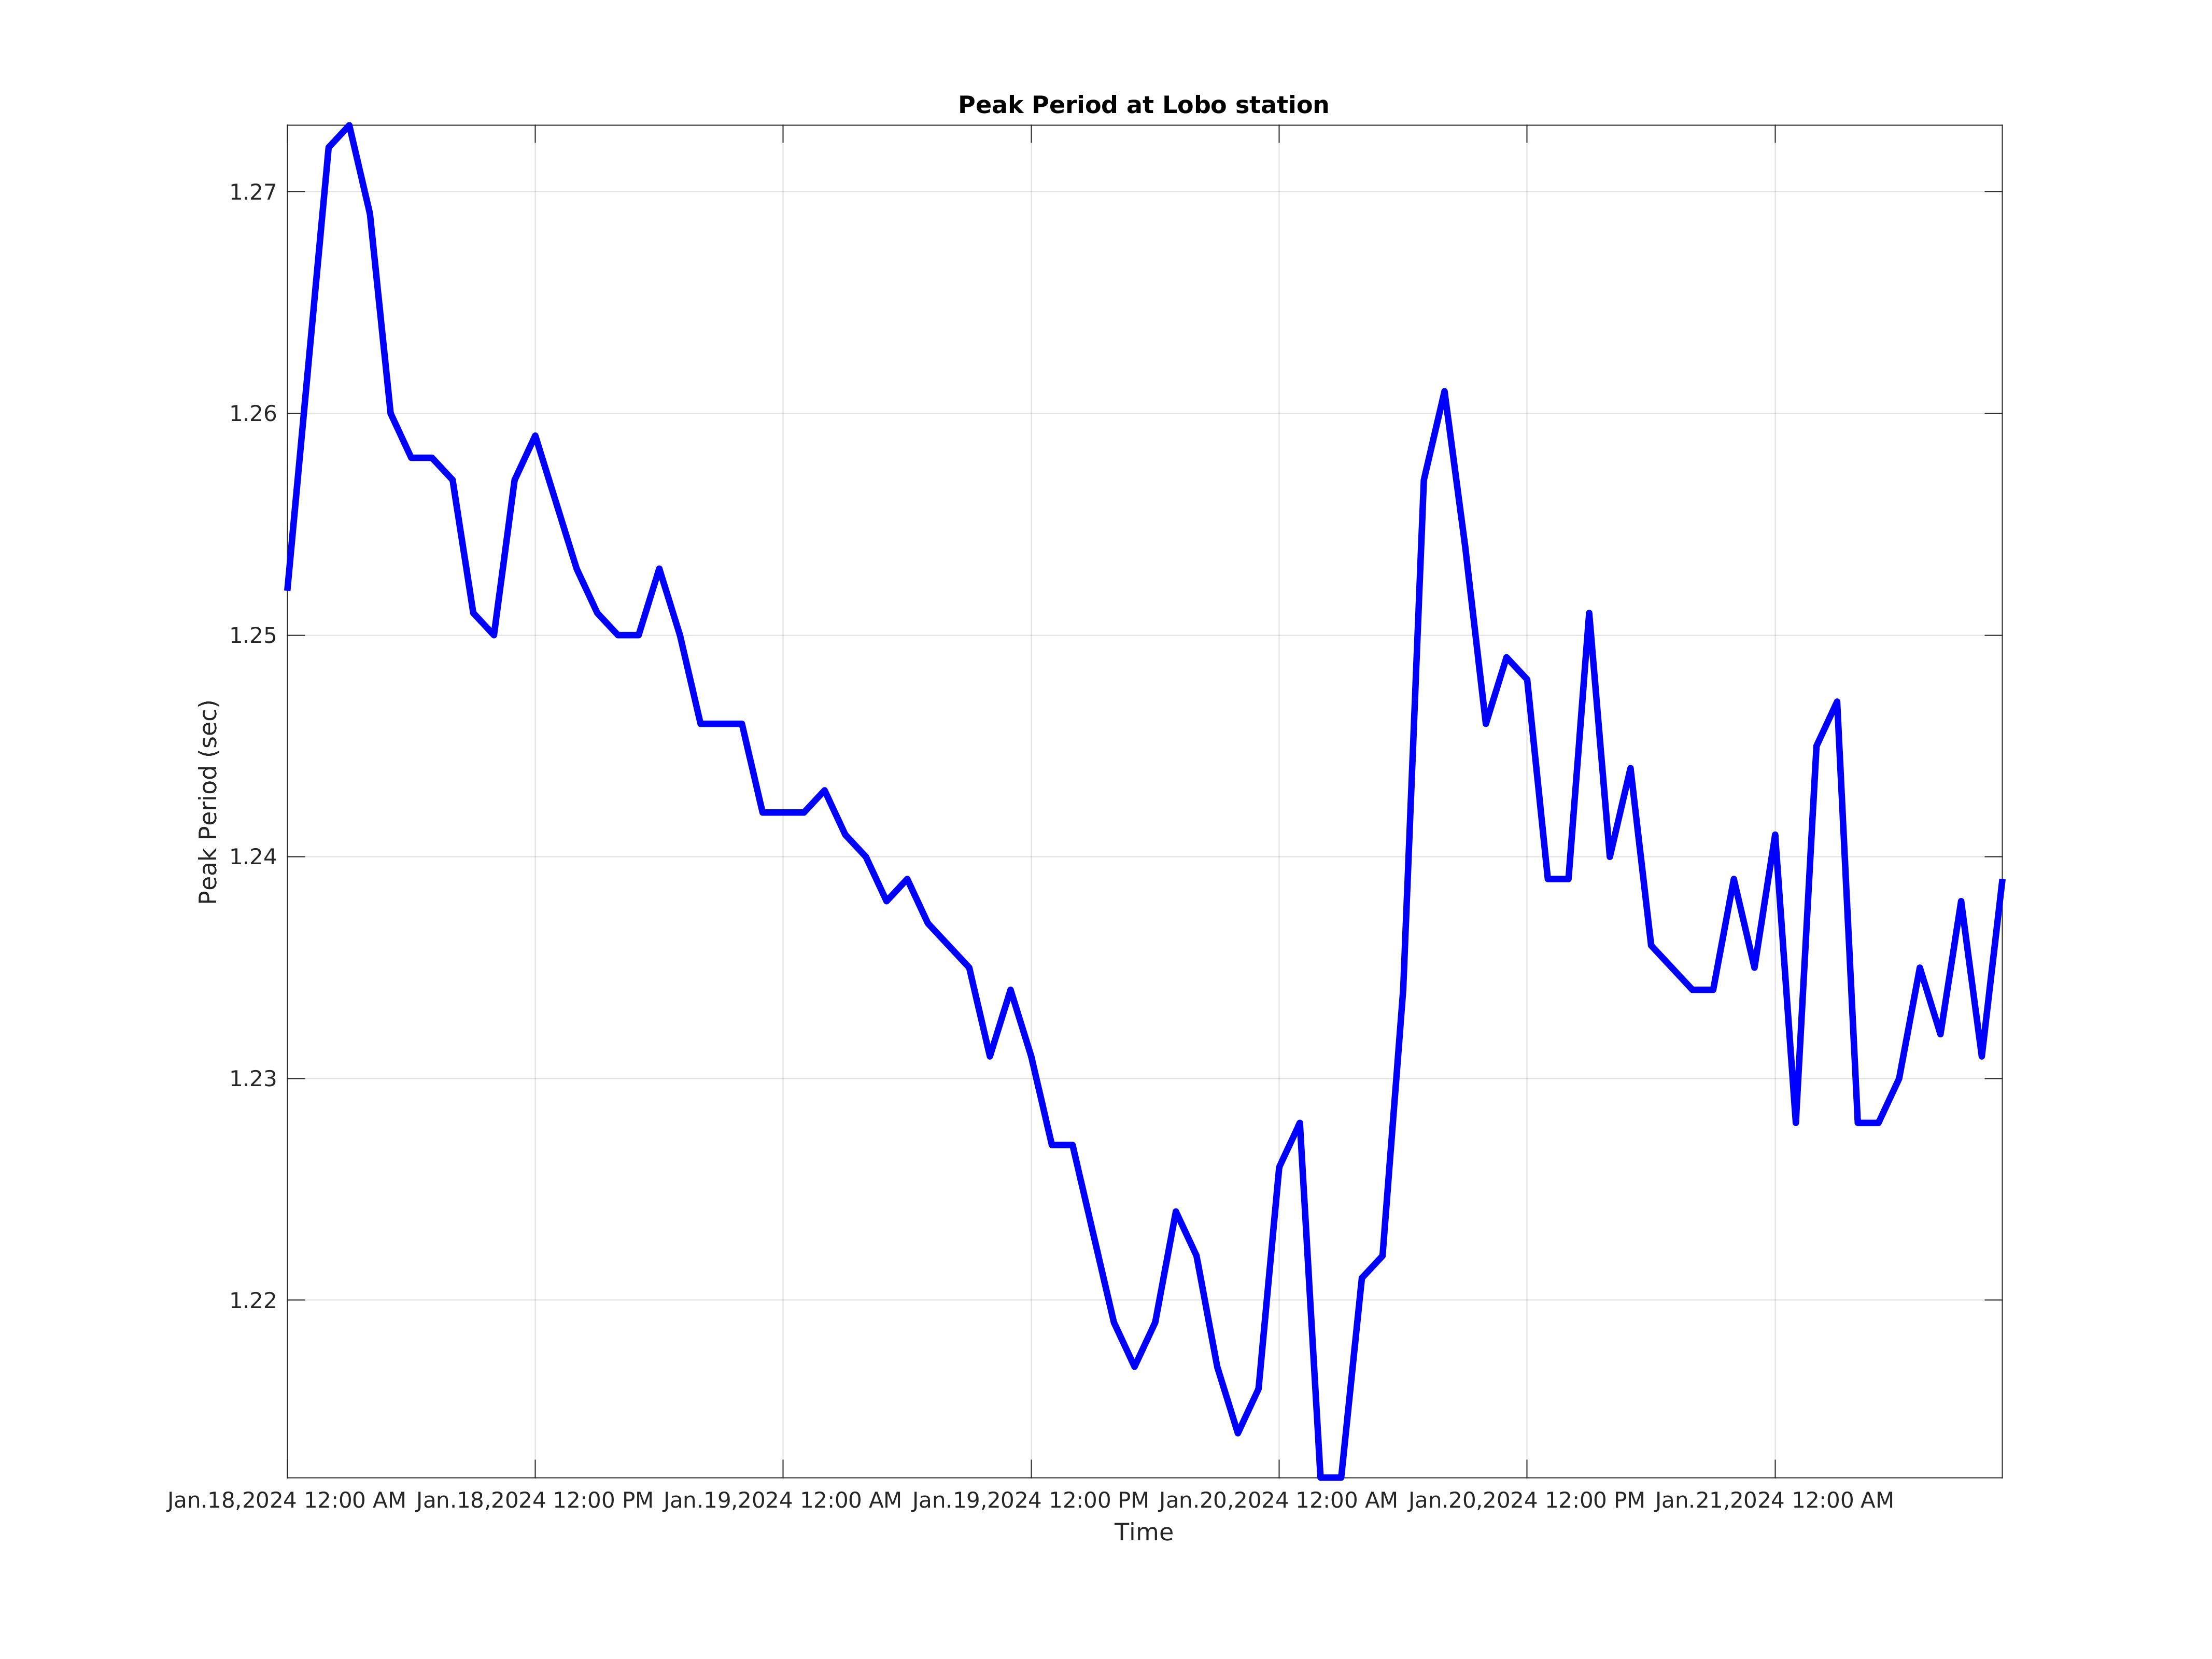 Peak Period at Lobo station
1.27
1.26
1.25
1.24
1.23
1.22
Peak Period (sec)
Jan.18,2024 12:00 AM Jan.18,2024 12:00 PM Jan.19,2024 12:00 AM Jan.19,2024 12:00 PM Jan.20,2024 12:00 AM Jan.20,2024 12:00 PM Jan.21,2024 12:00 AM
Time